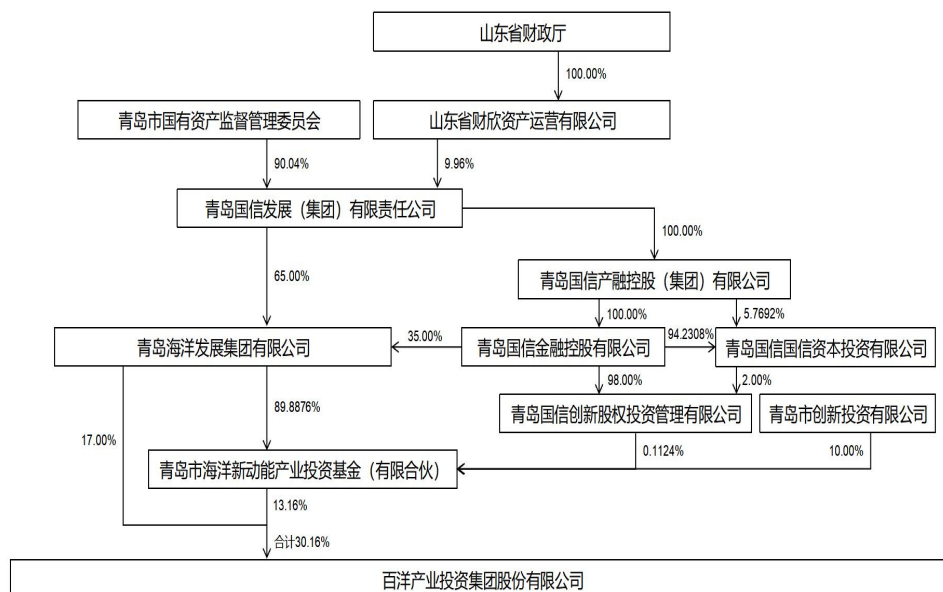 山东省财政厅
100.00%
青岛市国有资产监督管理委员会
山东省财欣资产运营有限公司
90.04%
9.96%
青岛国信发展（集团）有限责任公司
100.00%
65.00%
青岛国信产融控股（集团）有限公司
100.00%
5.7692%
青岛海洋发展集团有限公司
35.00%
青岛国信金融控股有限公司
94.2308%
青岛国信国信资本投资有限公司
98.00%
2.00%
89.8876%
青岛国信创新股权投资管理有限公司
青岛市创新投资有限公司
17.00%
0.1124%
10.00%
青岛市海洋新动能产业投资基金（有限合伙）
13.16%
合计30.16%
百洋产业投资集团股份有限公司